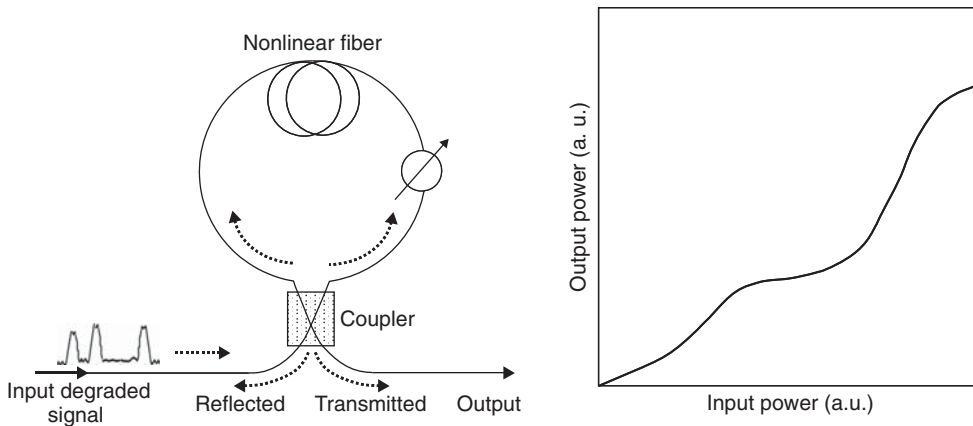 Nonlinear fiber
Coupler
Input degraded
signal
Reflected
Transmitted
Output
Output power (a. u.)
Input power (a.u.)